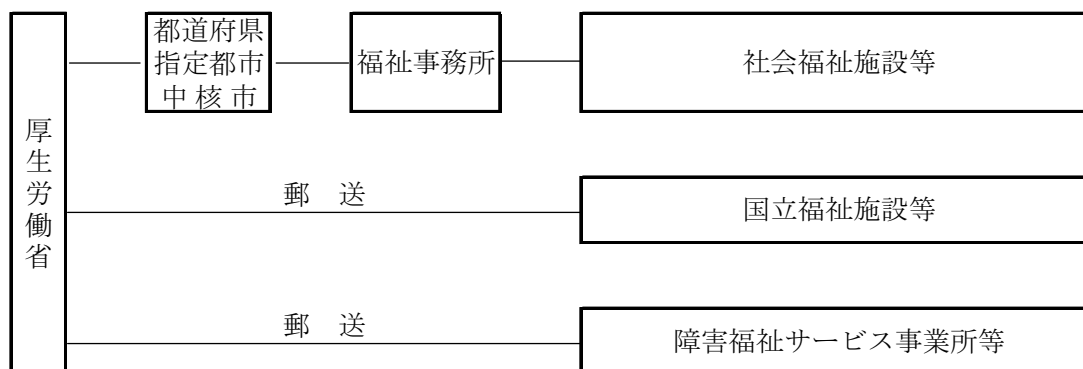 厚生労働省
都道府県
指定都市
中核市
福祉事務所
社会福祉施設等
郵送
国立福祉施設等
郵送
障害福祉サービス事業所等